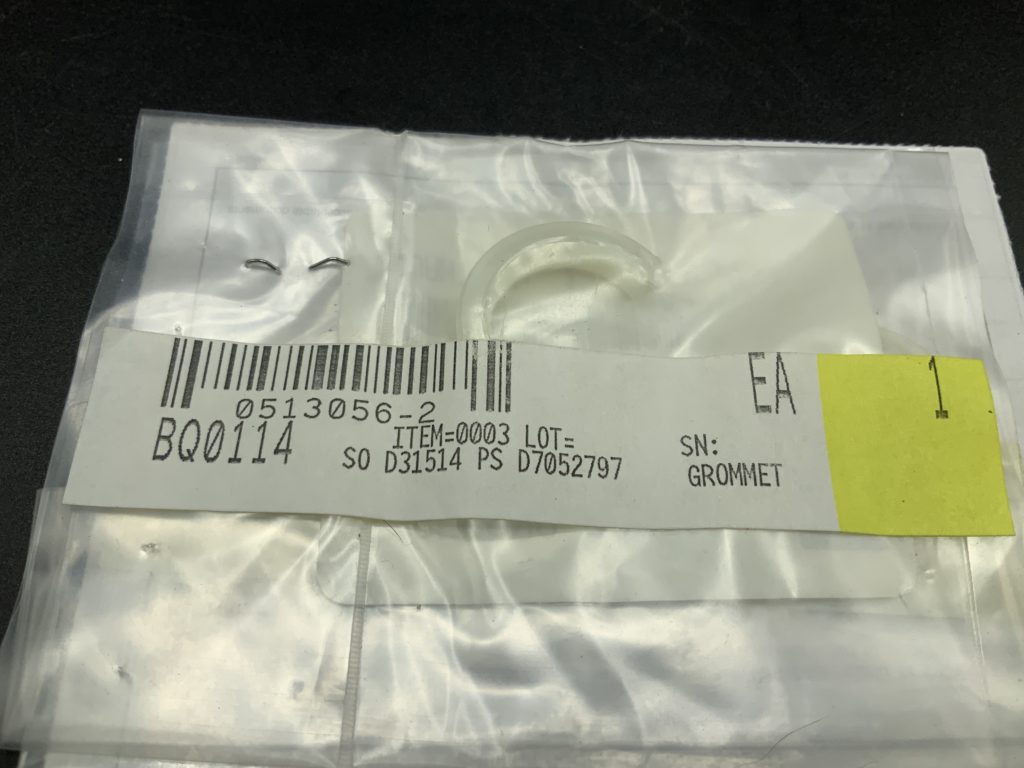 0513056-2
EA
1
BQ0114
ITEM=0003 LOT=
SO D31514 PS D7052797
SN:
GROMMET